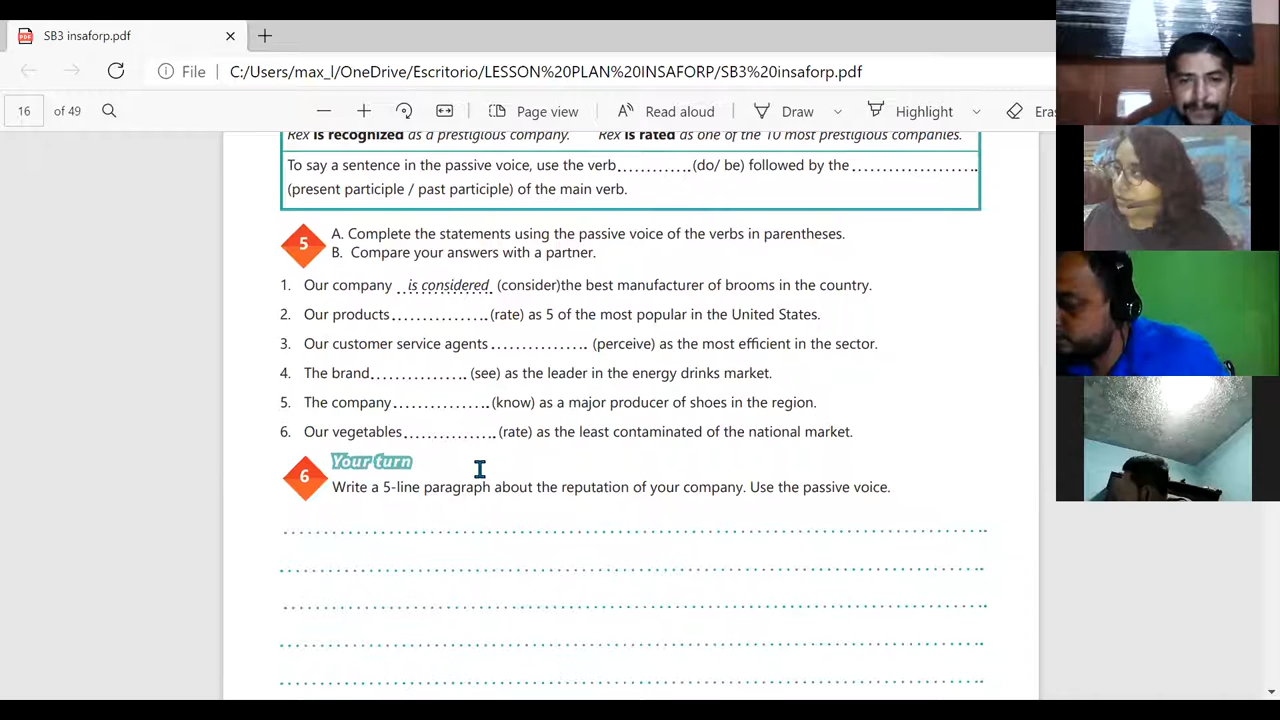 SB3 insaforp.pdf
File C:/Users/max_l/OneDrive/Escritorio/LESSON%20PLAN%20INSAFORP/SB3%20insaforp.pdf
16 of 49 Page view Read aloud Draw Highlight Eras
Rex is recognized as a prestigious company. Rex is rated as one of the 10 most prestigious companies.
To say a sentence in the passive voice, use the verb............(do/ be) followed by the .....................
(present participle / past participle) of the main verb.
5 A. Complete the statements using the passive voice of the verbs in parentheses.
B. Compare your answers with a partner.
1. Our company ..is considered. (consider)the best manufacturer of brooms in the country.
2. Our products............... (rate) as 5 of the most popular in the United States.
3. Our customer service agents ............... (perceive) as the most efficient in the sector.
4. The brand............... (see) as the leader in the energy drinks market.
5. The company............... (know) as a major producer of shoes in the region.
6. Our vegetables............... (rate) as the least contaminated of the national market.
6 Your turn
Write a 5-line paragraph about the reputation of your company. Use the passive voice.